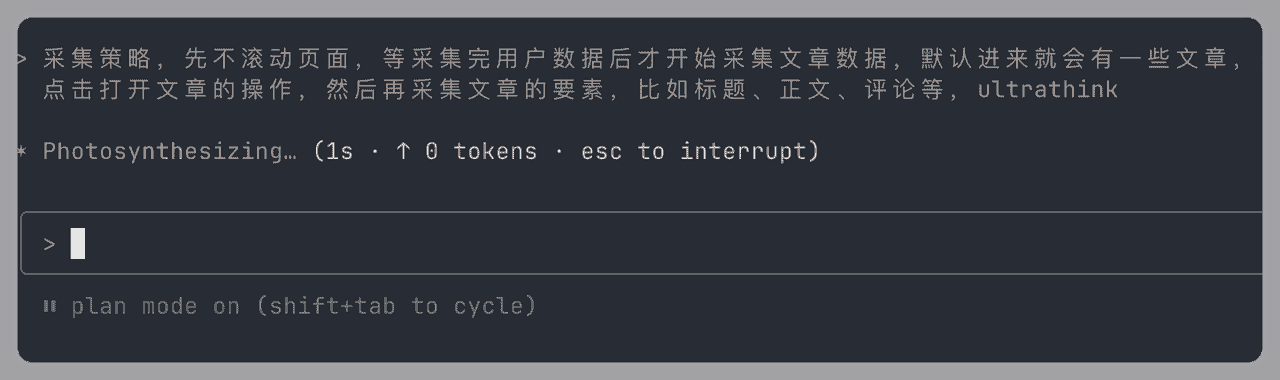 > 采集策略，先不滚动页面，等采集完用户数据后才开始采集文章数据，默认进来就会有一些文章，
点击打开文章的操作，然后再采集文章的要素，比如标题、正文、评论等，ultrathink
* Photosynthesizing… (1s · ↑ 0 tokens · esc to interrupt)
>
⏸ plan mode on (shift+tab to cycle)